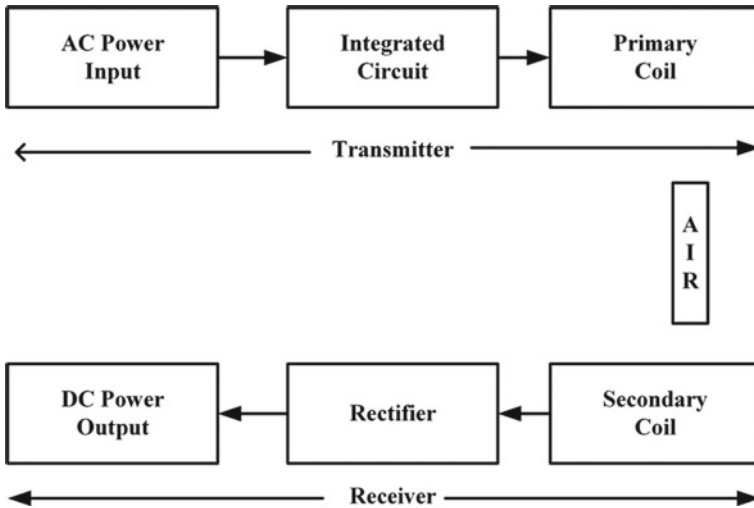 AC Power
Input
Integrated
Circuit
Primary
Coil
Transmitter
A
I
R
DC Power
Output
Rectifier
Secondary
Coil
Receiver